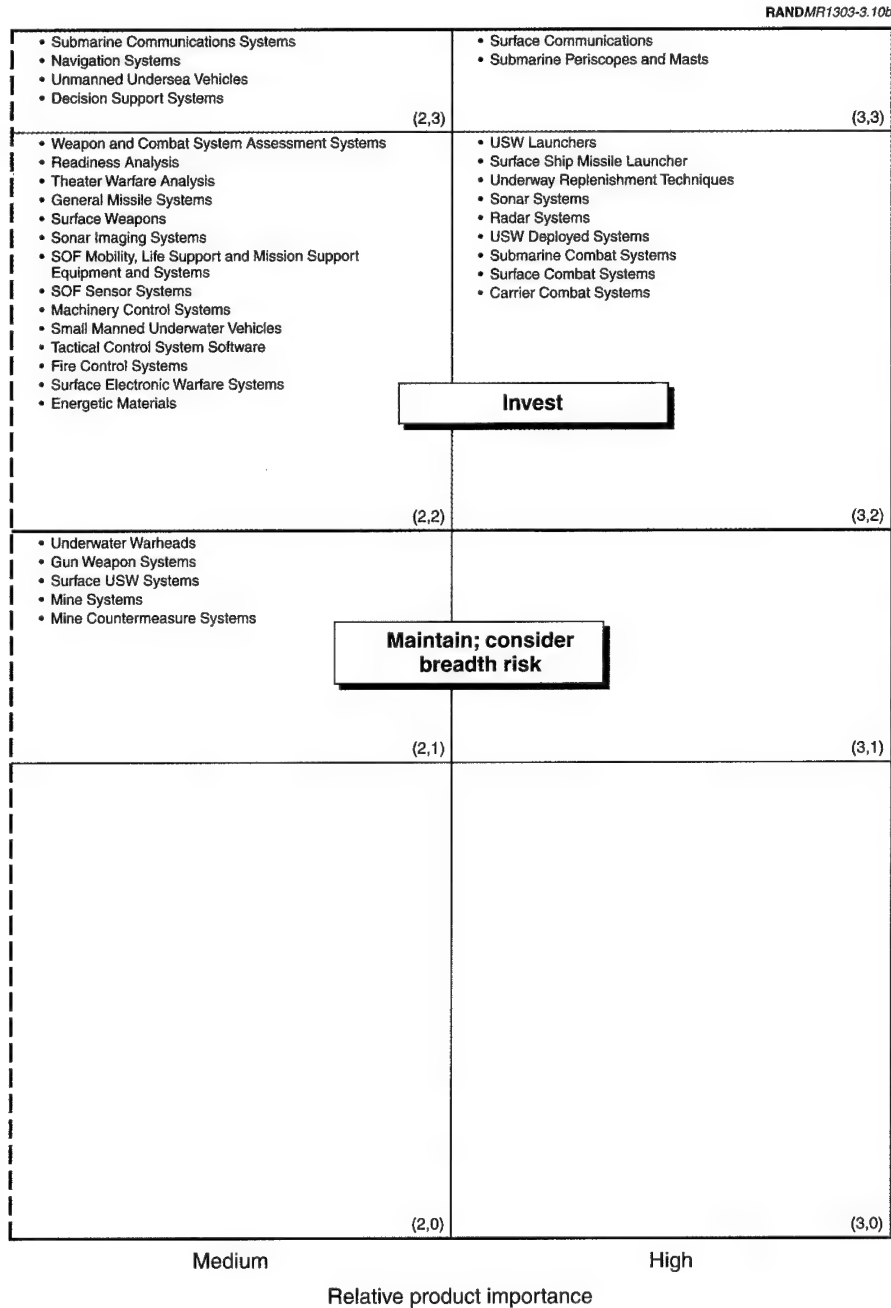 RANDMR1303-3.10b
• Submarine Communications Systems
• Navigation Systems
• Unmanned Undersea Vehicles
• Decision Support Systems
(2,3)
• Surface Communications
• Submarine Periscopes and Masts
(3,3)
• Weapon and Combat System Assessment Systems
• Readiness Analysis
• Theater Warfare Analysis
• General Missile Systems
• Surface Weapons
• Sonar Imaging Systems
• SOF Mobility, Life Support and Mission Support
Equipment and Systems
• SOF Sensor Systems
• Machinery Control Systems
• Small Manned Underwater Vehicles
• Tactical Control System Software
• Fire Control Systems
• Surface Electronic Warfare Systems
• Energetic Materials
(2,2)
• USW Launchers
• Surface Ship Missile Launcher
• Underway Replenishment Techniques
• Sonar Systems
• Radar Systems
• USW Deployed Systems
• Submarine Combat Systems
• Surface Combat Systems
• Carrier Combat Systems
Invest
(3,2)
• Underwater Warheads
• Gun Weapon Systems
• Surface USW Systems
• Mine Systems
• Mine Countermeasure Systems
Maintain; consider
breadth risk
(2,1)
(3,1)
(2,0)
(3,0)
Medium
High
Relative product importance